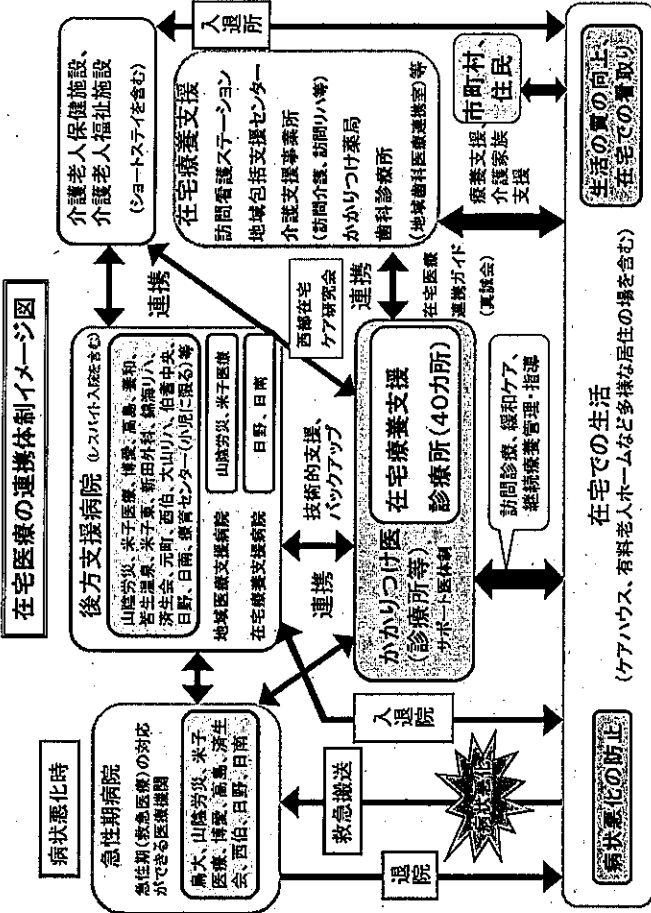 在宅医療の連携体制イメージ図
病状悪化時
急性期病院
急性期(救急医療)の対応
ができる医療機関
鳥大、山陰労災、米子
医療、博愛、高島、済生
会、西伯、日野、日南
後方支援病院(レスパイト入院を含む)
山陰労災、米子医療、博愛、高島、養和、
皆生温泉、米子東、新田外科、錦海リハ、
済生会、元町、西伯、大山リハ、伯耆中央、
日野、日南、療育センター(小児に限る)等
地域医療支援病院
山陰労災、米子医療
在宅療養支援病院
日野、日南
連携
介護老人保健施設、
介護老人福祉施設
(ショートステイを含む)
入退所
在宅療養支援
訪問看護ステーション
地域包括支援センター
介護支援事業所
(訪問介護、訪問リハ等)
かかりつけ薬局
歯科診療所
(地域歯科医療連携室)等
連携
技術的支援、
バックアップ
西部在宅
ケア研究会
連携
在宅医療
連携ガイド
(真誠会)
かかりつけ医
(診療所等)
サポート医体制
在宅療養支援
診療所(40カ所)
市町村、
住民
療養支援、
介護家族
支援
退院
救急搬送
病状悪化
入退院
訪問診療、緩和ケア、
継続療養管理・指導
病状悪化の防止
在宅での生活
(ケアハウス、有料老人ホームなど多様な居住の場を含む)
生活の質の向上、
在宅での看取り